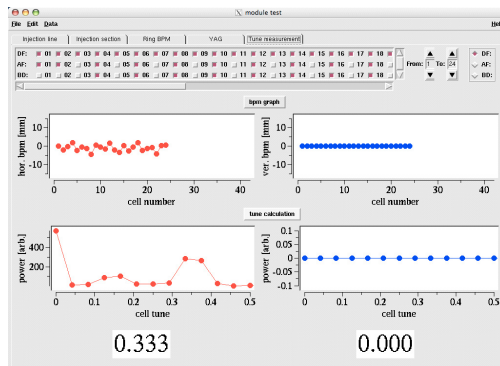 module test
File Edit Data Hel
Injection line Injection section Ring BPM YAG Tune measurement
DF: 01 02 03 04 05 06 07 08 09 10 11 12 13 14 15 16 17 18
AF: 01 02 03 04 05 06 07 08 09 10 11 12 13 14 15 16 17 18
BD: 01 02 03 04 05 06 07 08 09 10 11 12 13 14 15 16 17 18
From: 1 To: 24
DF:
AF:
BD:
bpm graph
hor. bpm [mm]
10
0
-10
0 10 20 30 40
cell number
ver. bpm [mm]
10
0
-10
0 10 20 30 40
cell number
tune calculation
power [arb.]
400
200
0 0.1 0.2 0.3 0.4 0.5
cell tune
power [arb.]
0.1
0.05
0
-0.05
-0.1
0 0.1 0.2 0.3 0.4 0.5
cell tune
0.333 0.000